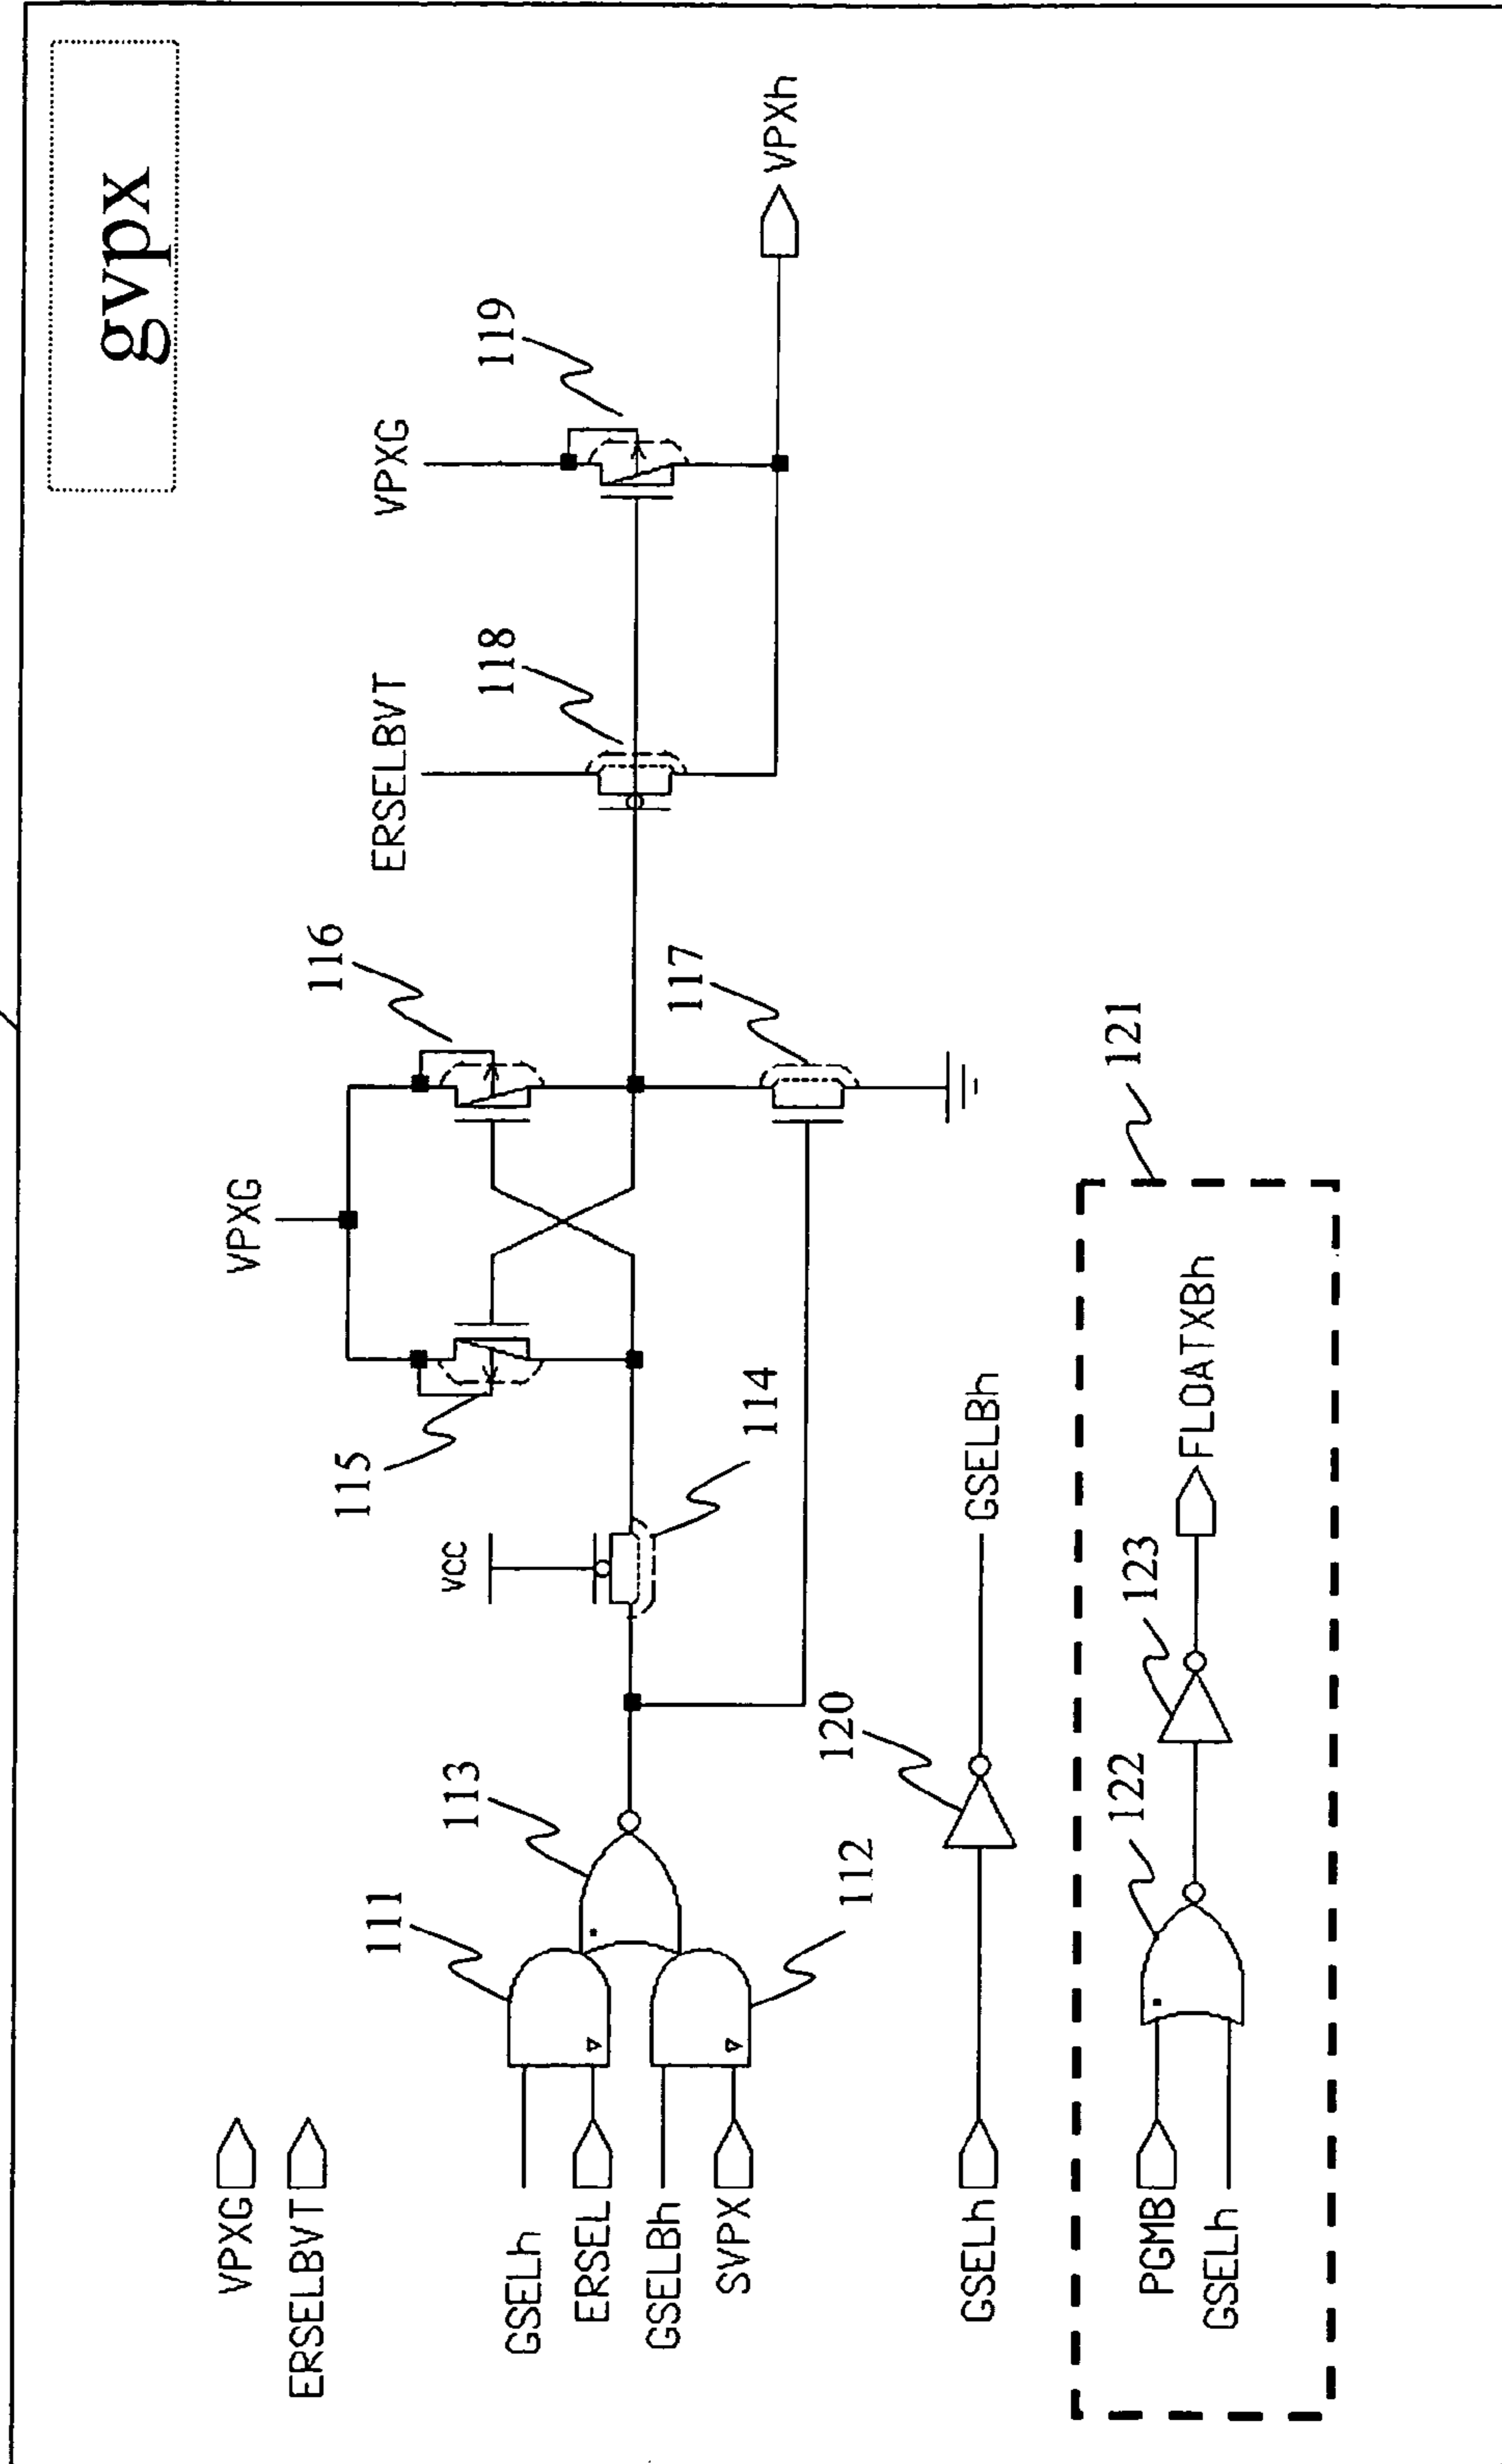 gvpx
VPXG
ERSELBVT
GSELh
ERSEL
GSELBh
SVPX
111
112
113
VCC
114
115
VPXG
116
117
ERSELBVT
118
VPXG
119
VPXh
GSELh
120
GSELBh
121
PGMB
GSELh
122
123
FLOATXBh